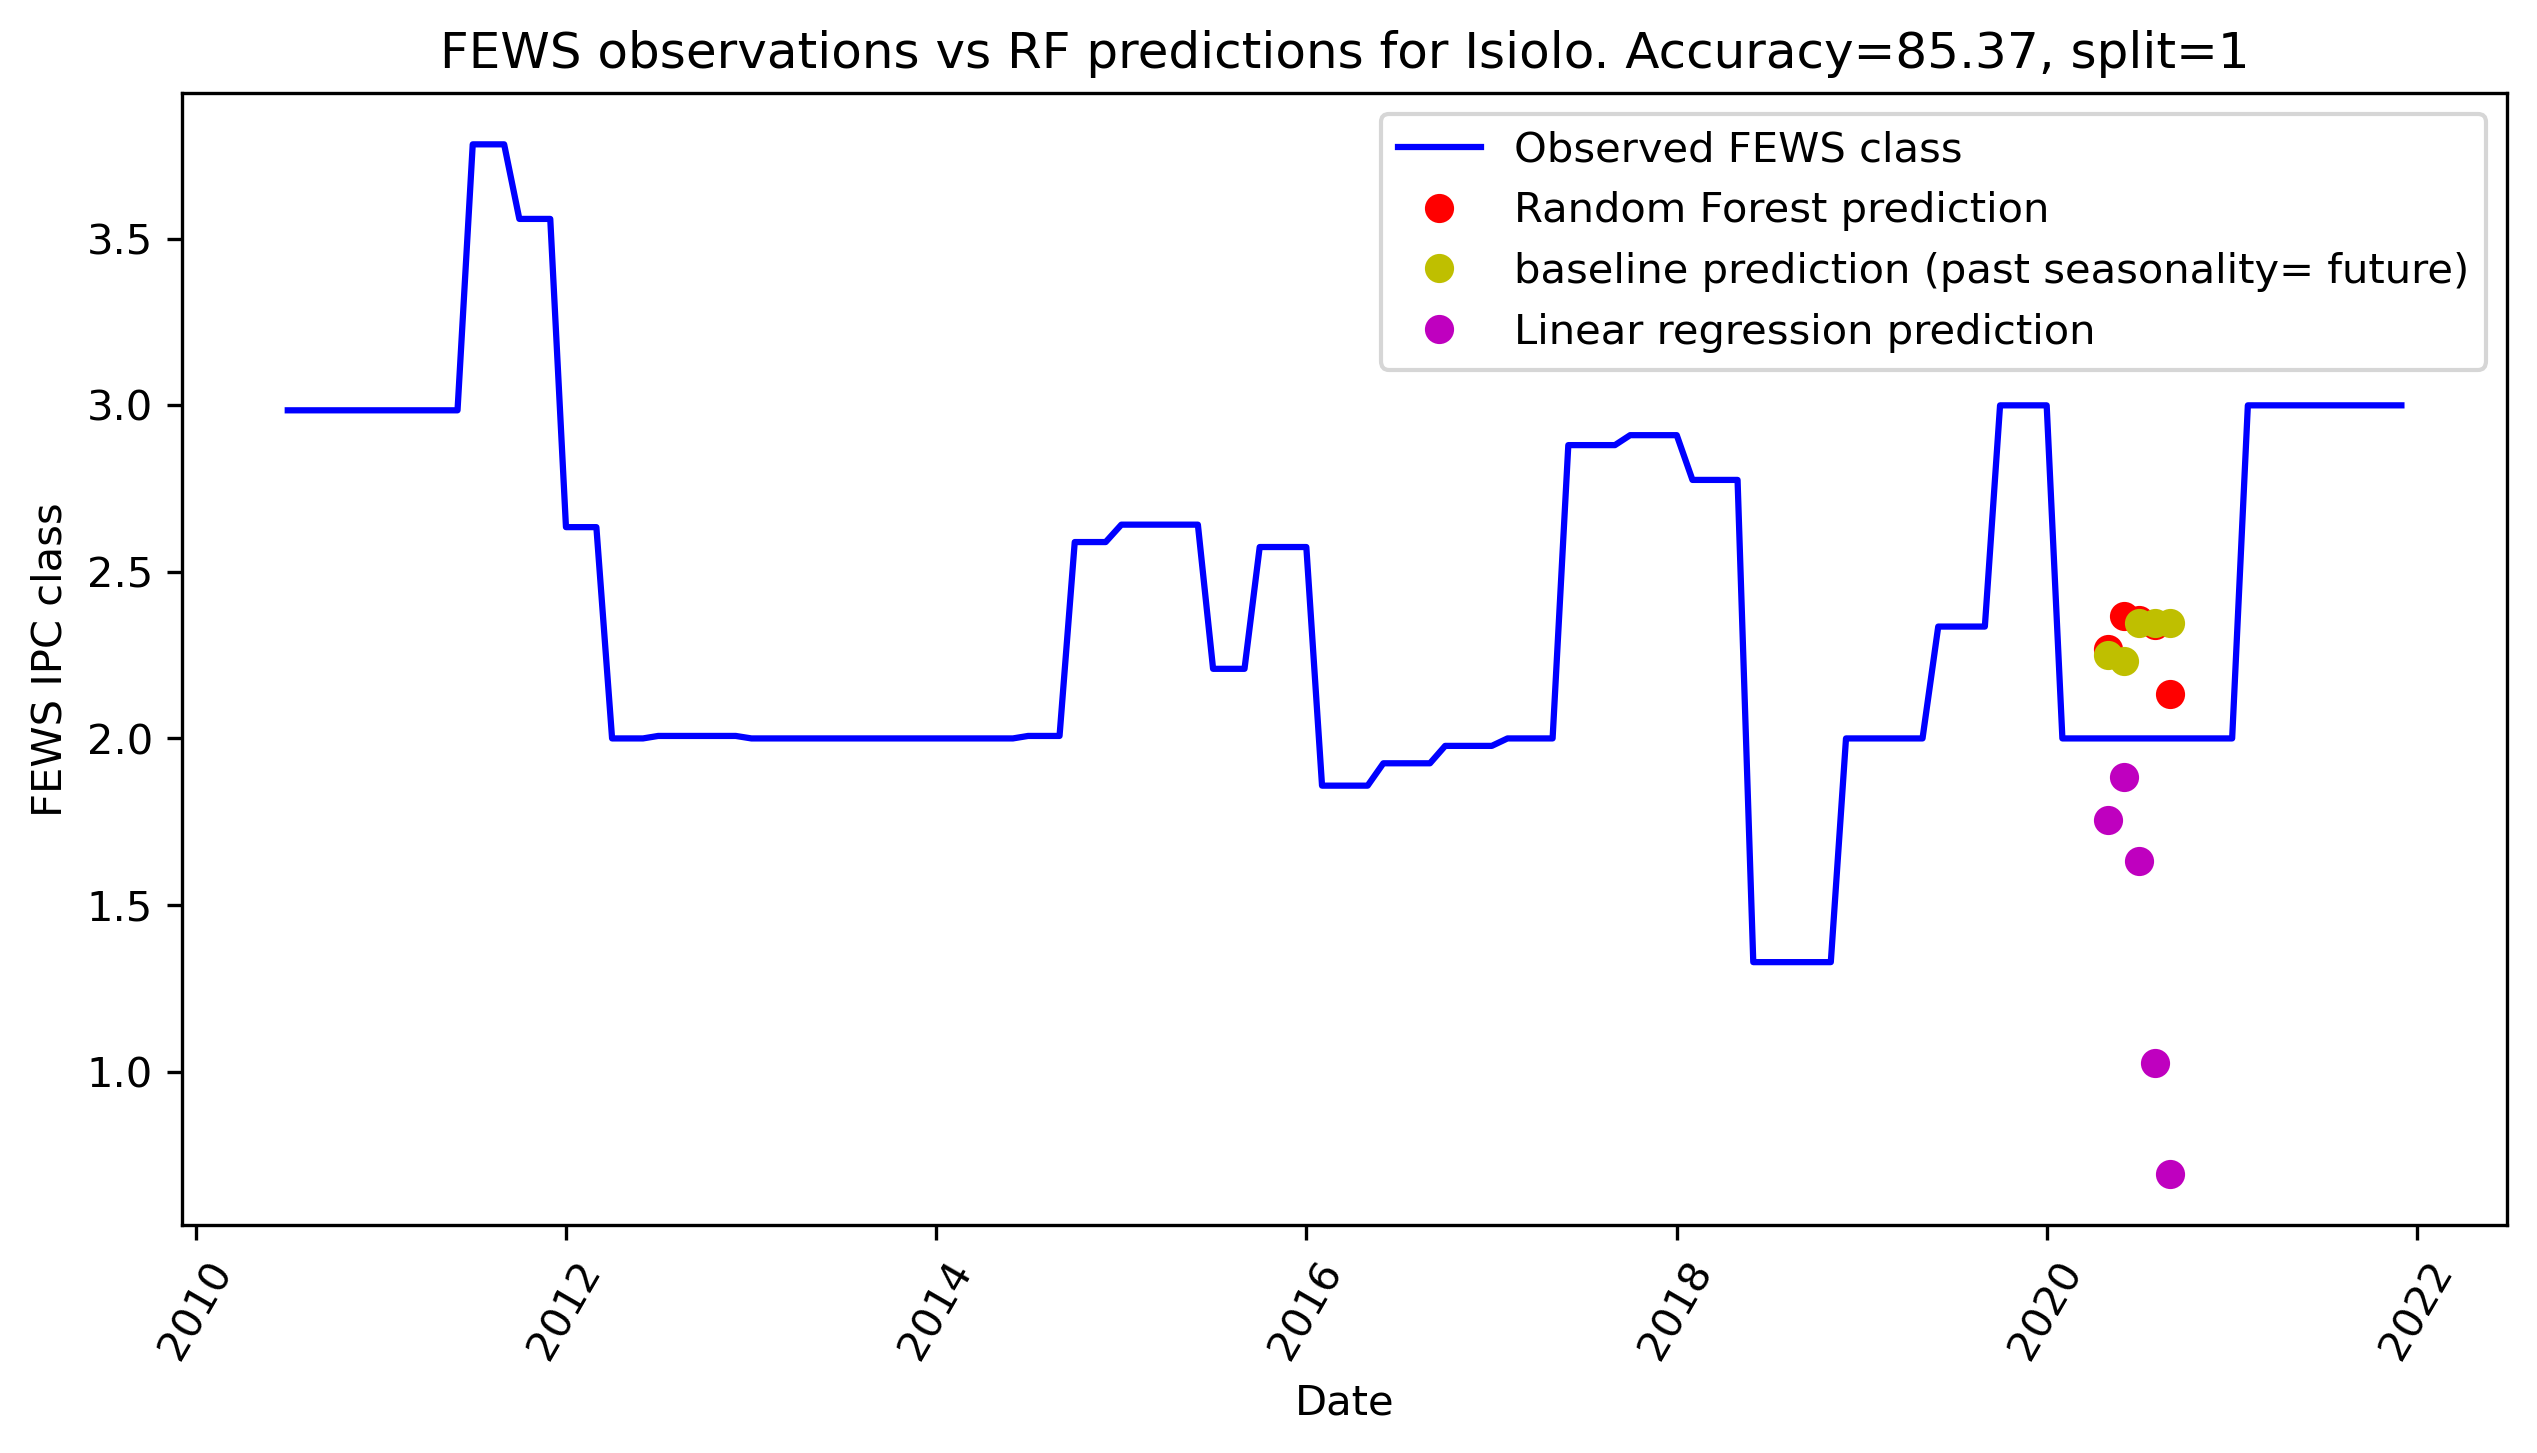 FEWS observations vs RF predictions for Isiolo. Accuracy=85.37, split=1
Observed FEWS class
Random Forest prediction
baseline prediction (past seasonality= future)
Linear regression prediction
FEWS IPC class
3.5
3.0
2.5
2.0
1.5
1.0
2010
2012
2014
2016
2018
2020
2022
Date